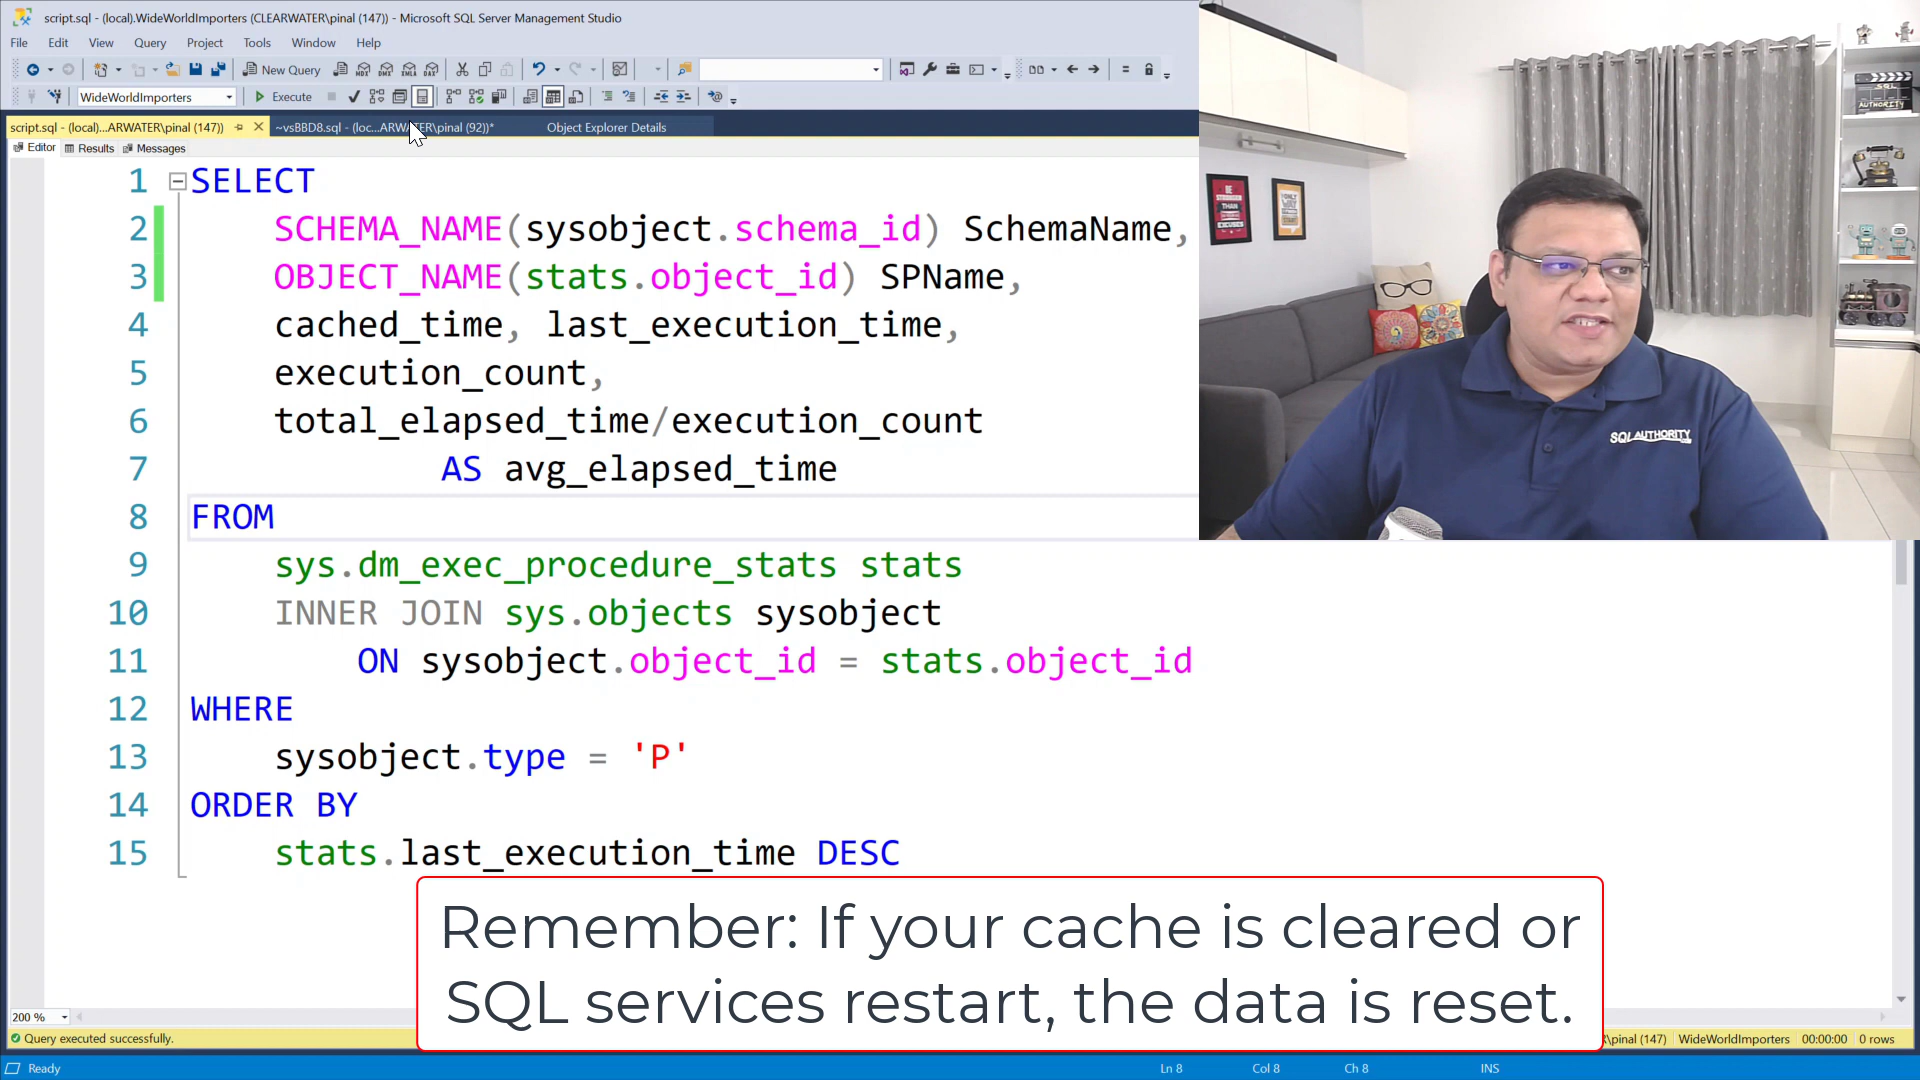 script.sql - (local).WideWorldImporters (CLEARWATER\pinal (147)) - Microsoft SQL Server Management Studio
File Edit View Query Project Tools Window Help
New Query
WideWorldImporters Execute
script.sql - (local)...ARWATER\pinal (147)) ~vsBBD8.sql - (loc...ARWATER\pinal (92))* Object Explorer Details
Editor Results Messages
1 SELECT
2 SCHEMA_NAME(sysobject.schema_id) SchemaName,
3 OBJECT_NAME(stats.object_id) SPName,
4 cached_time, last_execution_time,
5 execution_count,
6 total_elapsed_time/execution_count
7 AS avg_elapsed_time
8 FROM
9 sys.dm_exec_procedure_stats stats
10 INNER JOIN sys.objects sysobject
11 ON sysobject.object_id = stats.object_id
12 WHERE
13 sysobject.type = 'P'
14 ORDER BY
15 stats.last_execution_time DESC
SQL
AUTHORITY
SQLAUTHORITY
Remember: If your cache is cleared or
SQL services restart, the data is reset.
200 %
Query executed successfully. \pinal (147) WideWorldImporters 00:00:00 0 rows
Ready Ln 8 Col 8 Ch 8 INS